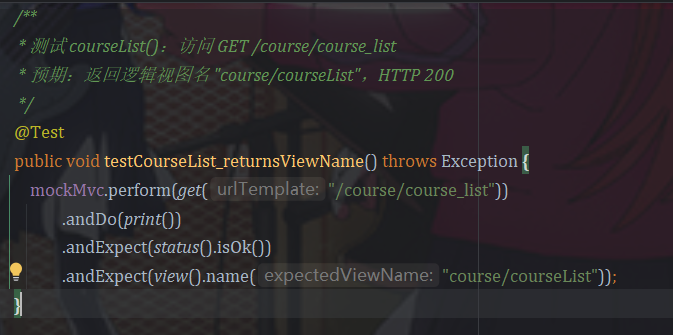 /**
* 测试 courseList()：访问 GET /course/course_list
* 预期：返回逻辑视图名 "course/courseList"，HTTP 200
*/
@Test
public void testCourseList_returnsViewName() throws Exception {
mockMvc.perform(get( urlTemplate: "/course/course_list"))
.andDo(print())
.andExpect(status().isOk())
.andExpect(view().name( expectedViewName: "course/courseList"));
}